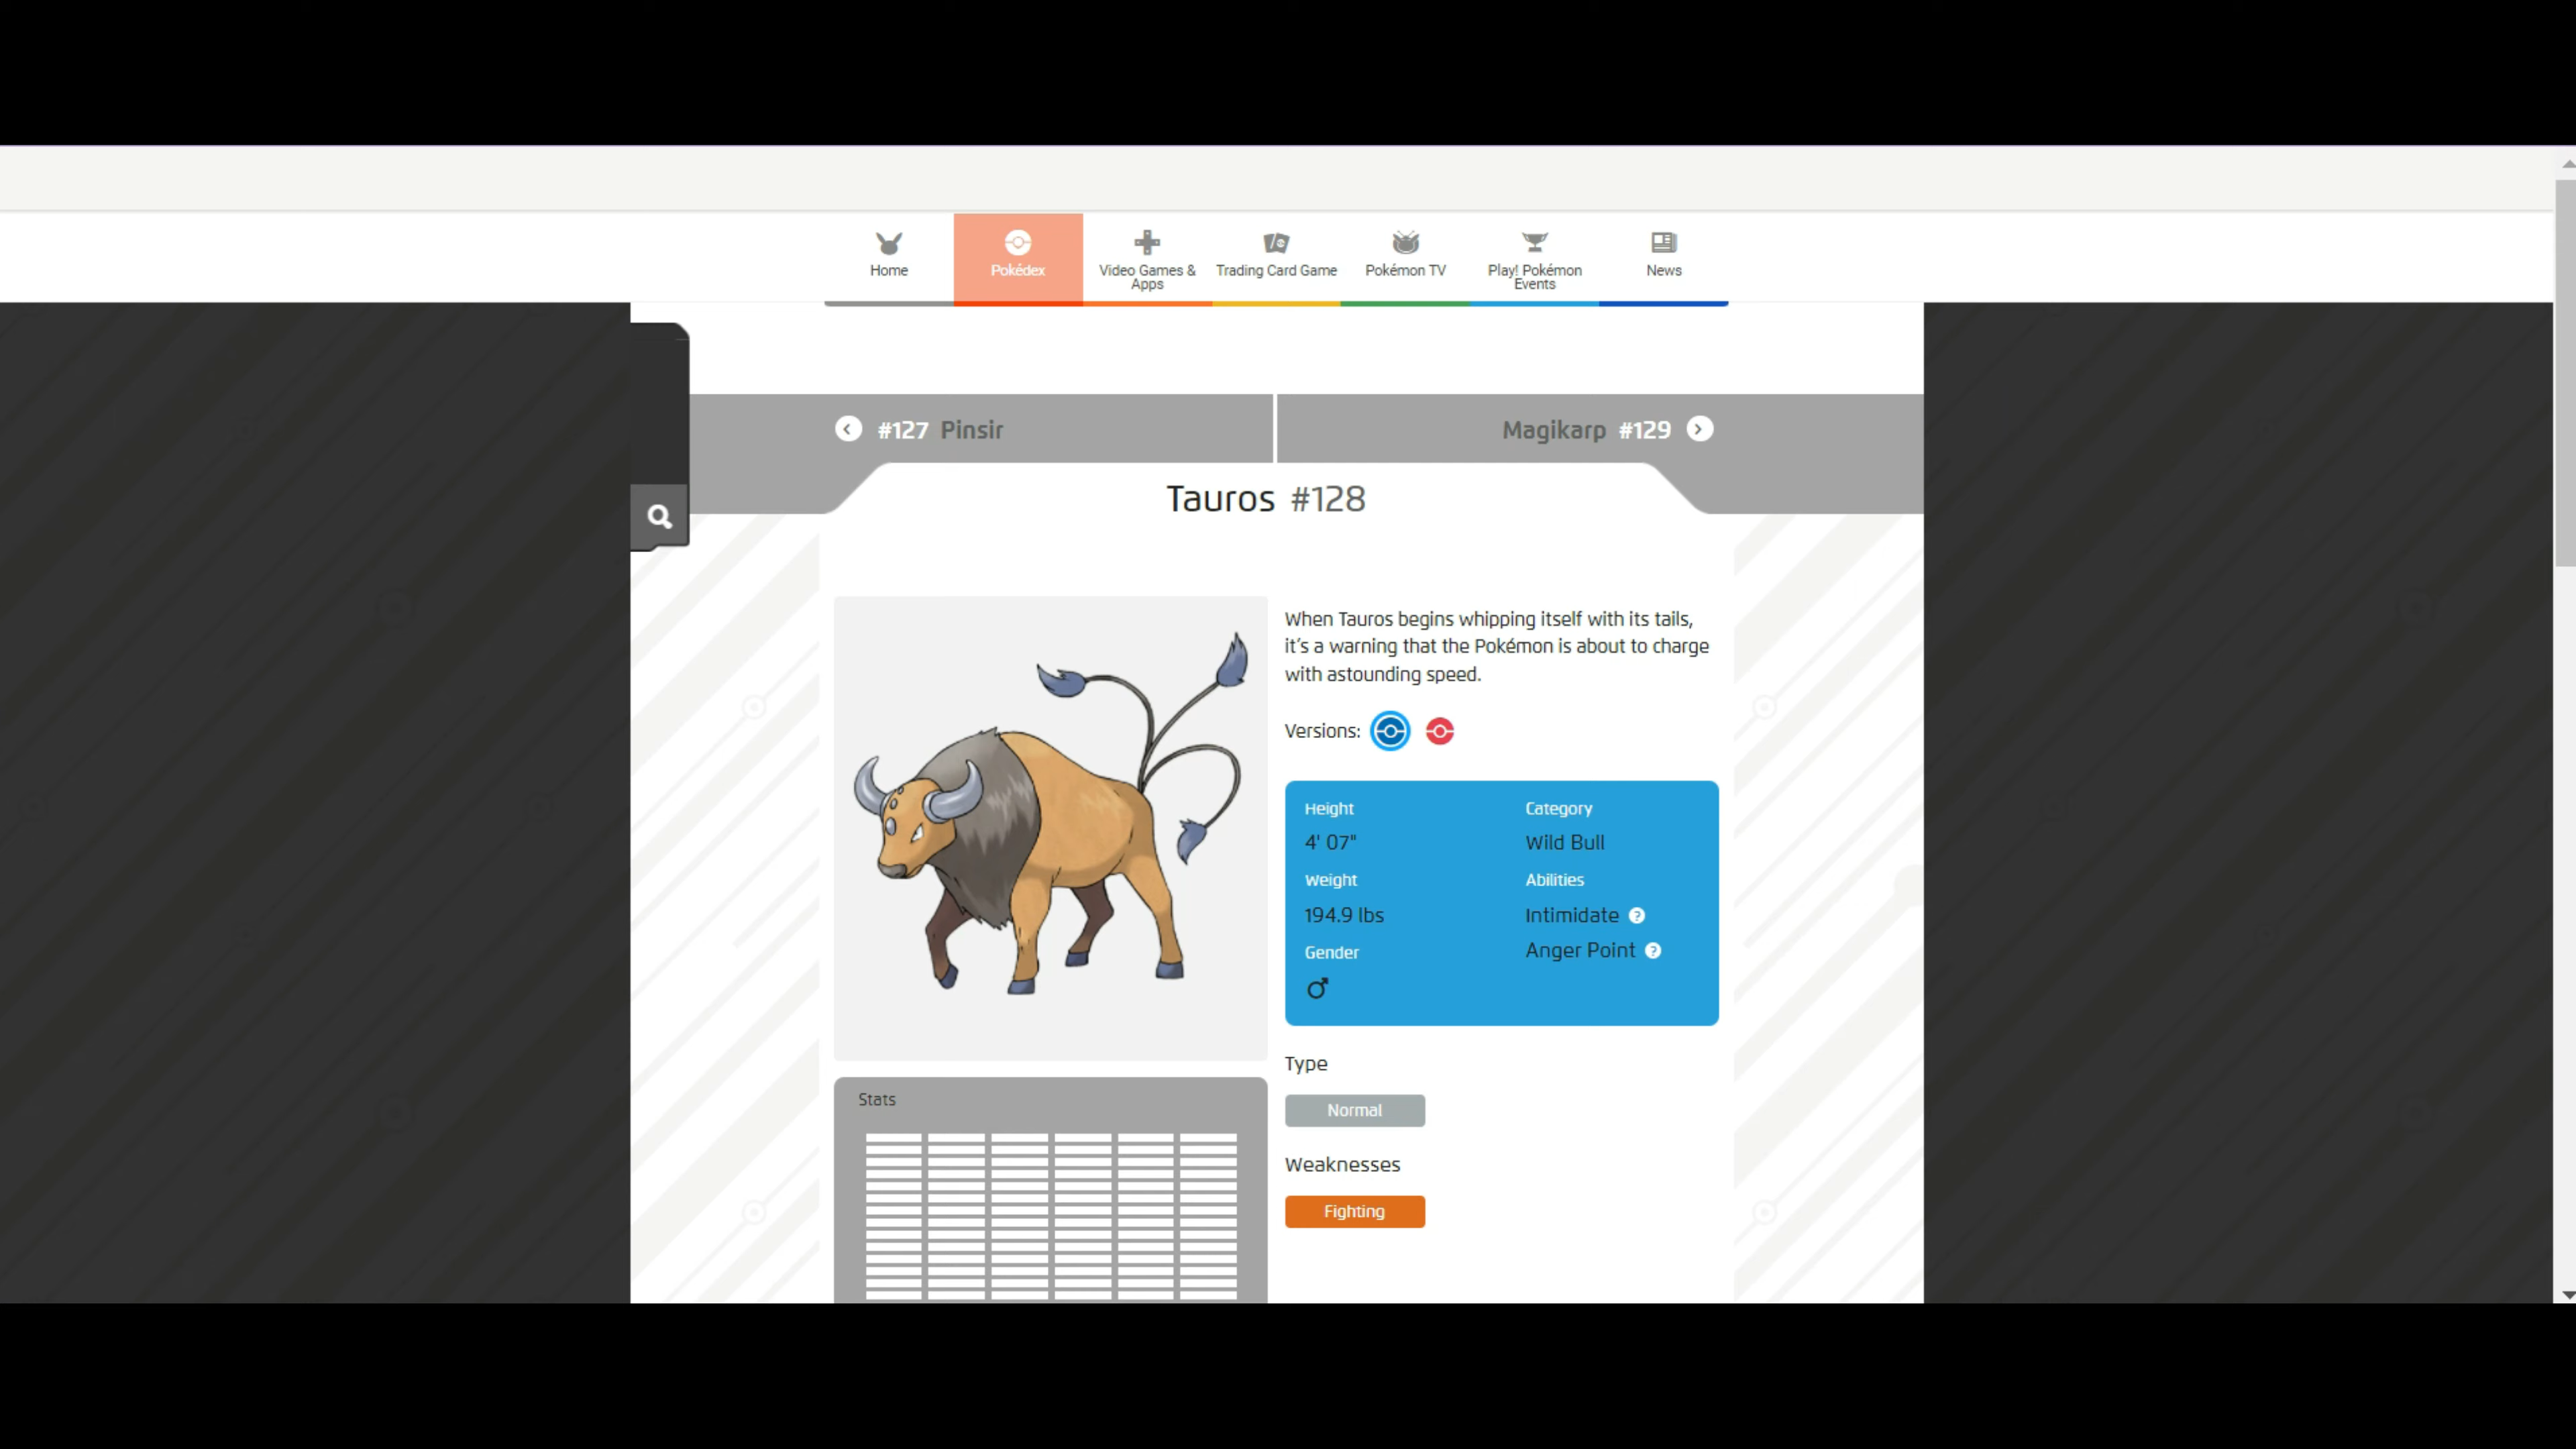 Home
Pokédex
Video Games &
Apps
Trading Card Game
Pokémon TV
Play! Pokémon
Events
News
#127 Pinsir
Magikarp #129
Tauros #128
When Tauros begins whipping itself with its tails,
it's a warning that the Pokémon is about to charge
with astounding speed.
Versions:
Height
4' 07"
Weight
194.9 lbs
Gender
Category
Wild Bull
Abilities
Intimidate ?
Anger Point ?
Type
Normal
Weaknesses
Fighting
Stats